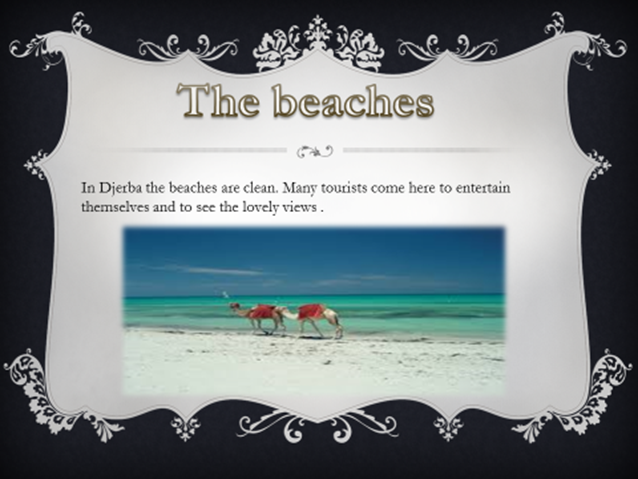 The beaches
In Djerba the beaches are clean. Many tourists come here to entertain
themselves and to see the lovely views .